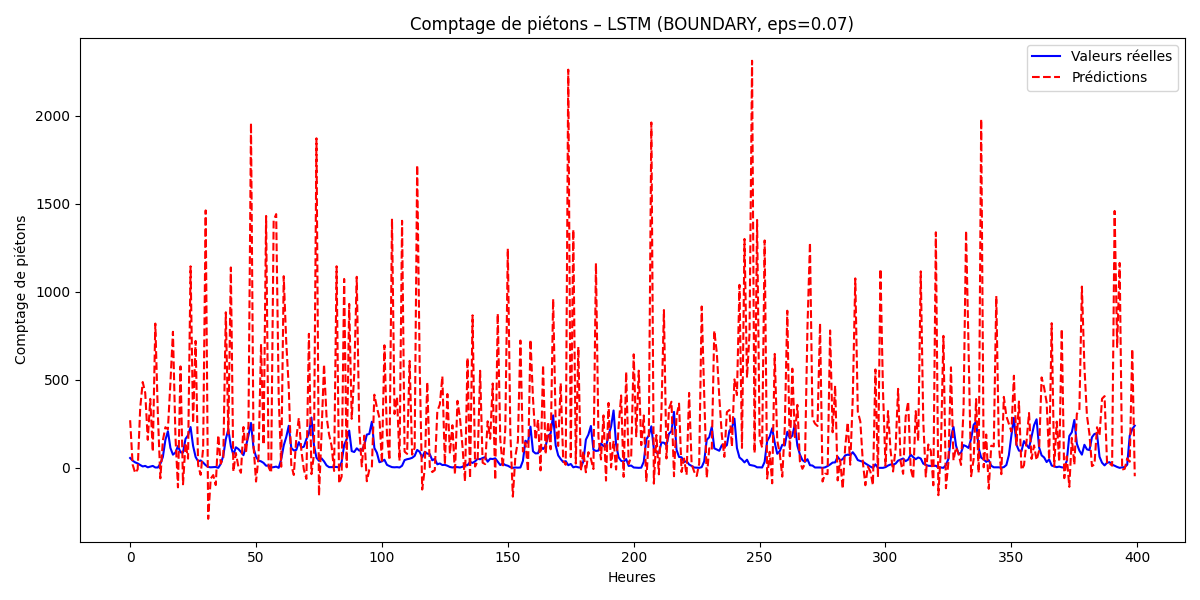 Comptage de piétons – LSTM (BOUNDARY, eps=0.07)
Valeurs réelles
Prédictions
Comptage de piétons
2000
1500
1000
500
0
0 50 100 150 200 250 300 350 400
Heures